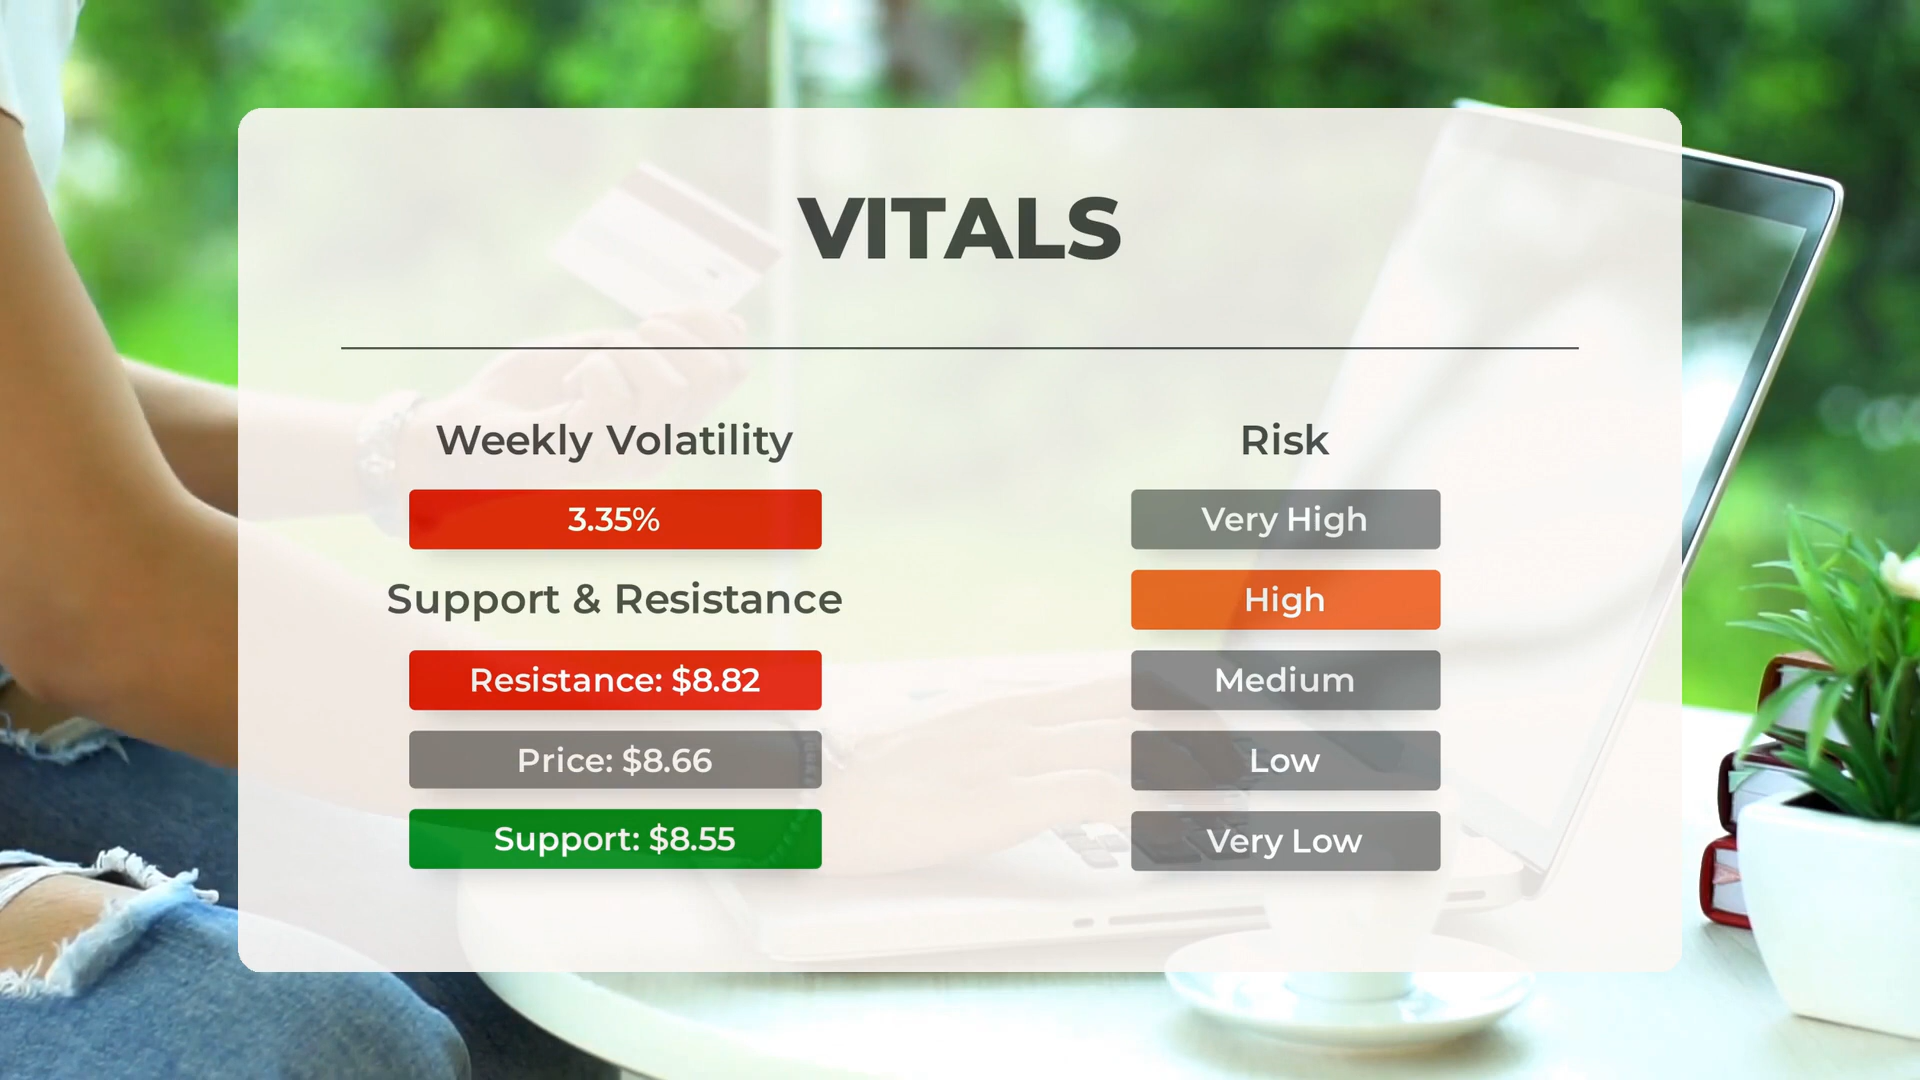 VITALS
Weekly Volatility
3.35%
Support & Resistance
Resistance: $8.82
Price: $8.66
Support: $8.55
Risk
Very High
High
Medium
Low
Very Low